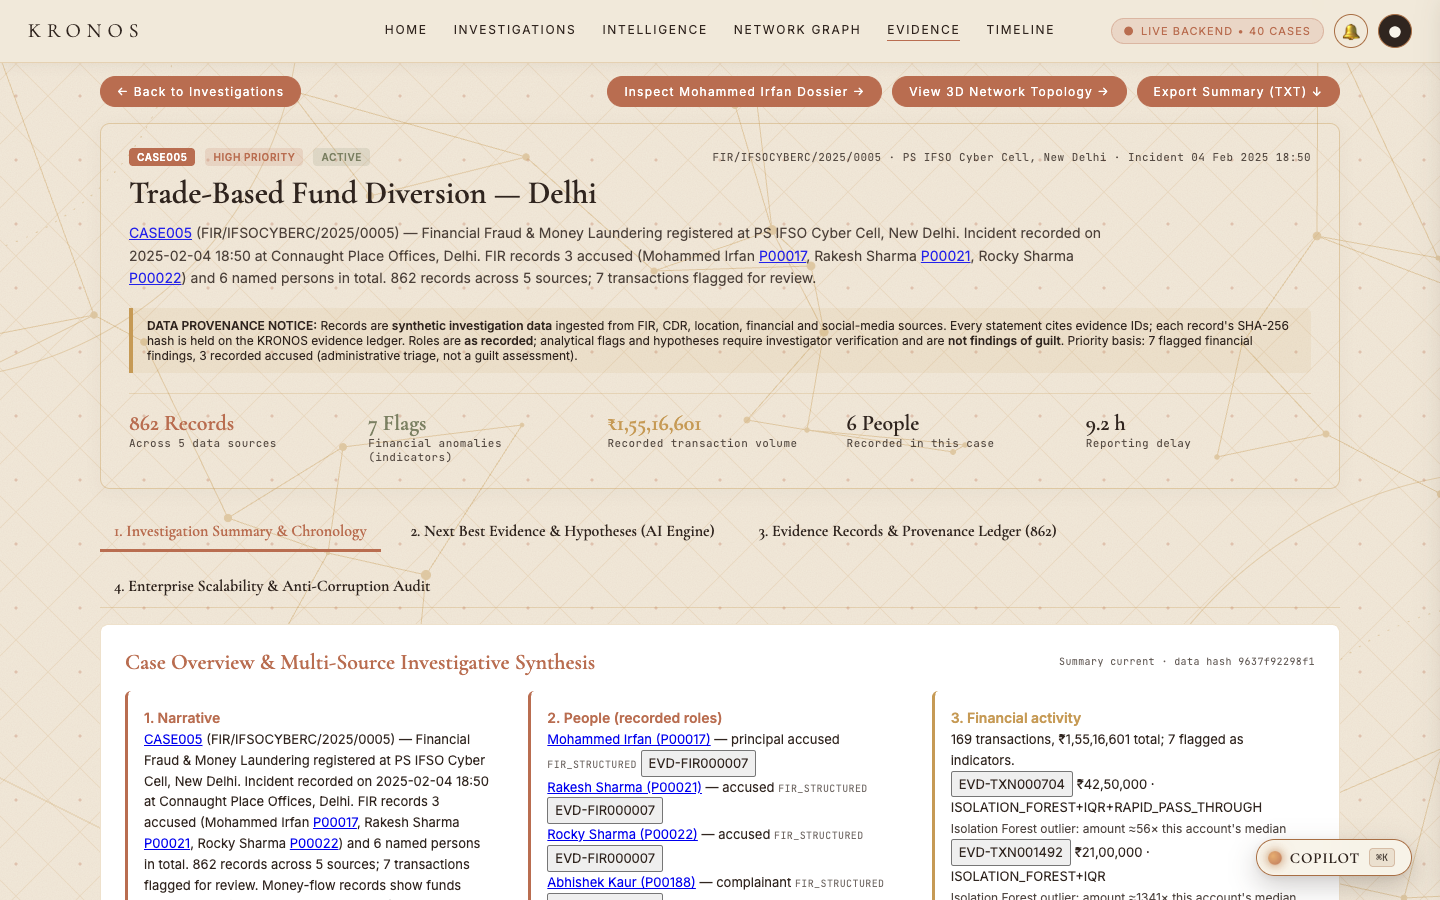 KRONOS
HOME INVESTIGATIONS INTELLIGENCE NETWORK GRAPH EVIDENCE TIMELINE
LIVE BACKEND • 40 CASES
← Back to Investigations
Inspect Mohammed Irfan Dossier →
View 3D Network Topology →
Export Summary (TXT) ↓
CASE005 HIGH PRIORITY ACTIVE
FIR/IFSOCYBERC/2025/0005 · PS IFSO Cyber Cell, New Delhi · Incident 04 Feb 2025 18:50
Trade-Based Fund Diversion — Delhi
CASE005 (FIR/IFSOCYBERC/2025/0005) — Financial Fraud & Money Laundering registered at PS IFSO Cyber Cell, New Delhi. Incident recorded on
2025-02-04 18:50 at Connaught Place Offices, Delhi. FIR records 3 accused (Mohammed Irfan P00017, Rakesh Sharma P00021, Rocky Sharma
P00022) and 6 named persons in total. 862 records across 5 sources; 7 transactions flagged for review.
DATA PROVENANCE NOTICE: Records are synthetic investigation data ingested from FIR, CDR, location, financial and social-media sources. Every statement cites evidence IDs; each record's SHA-256
hash is held on the KRONOS evidence ledger. Roles are as recorded; analytical flags and hypotheses require investigator verification and are not findings of guilt. Priority basis: 7 flagged financial
findings, 3 recorded accused (administrative triage, not a guilt assessment).
862 Records
Across 5 data sources
7 Flags
Financial anomalies
(indicators)
₹1,55,16,601
Recorded transaction volume
6 People
Recorded in this case
9.2 h
Reporting delay
1. Investigation Summary & Chronology
2. Next Best Evidence & Hypotheses (AI Engine)
3. Evidence Records & Provenance Ledger (862)
4. Enterprise Scalability & Anti-Corruption Audit
Case Overview & Multi-Source Investigative Synthesis
Summary current · data hash 9637f92298f1
1. Narrative
CASE005 (FIR/IFSOCYBERC/2025/0005) — Financial
Fraud & Money Laundering registered at PS IFSO Cyber
Cell, New Delhi. Incident recorded on 2025-02-04 18:50
at Connaught Place Offices, Delhi. FIR records 3
accused (Mohammed Irfan P00017, Rakesh Sharma
P00021, Rocky Sharma P00022) and 6 named persons
in total. 862 records across 5 sources; 7 transactions
flagged for review. Money-flow records show funds
2. People (recorded roles)
Mohammed Irfan (P00017) — principal accused
FIR_STRUCTURED EVD-FIR000007
Rakesh Sharma (P00021) — accused FIR_STRUCTURED
EVD-FIR000007
Rocky Sharma (P00022) — accused FIR_STRUCTURED
EVD-FIR000007
Abhishek Kaur (P00188) — complainant FIR_STRUCTURED
3. Financial activity
169 transactions, ₹1,55,16,601 total; 7 flagged as
indicators.
EVD-TXN000704 ₹42,50,000 ·
ISOLATION_FOREST+IQR+RAPID_PASS_THROUGH
Isolation Forest outlier: amount ≈56× this account's median
EVD-TXN001492 ₹21,00,000 ·
ISOLATION_FOREST+IQR
Isolation Forest outlier: amount ≈1341× this account's median
COPILOT ⌘K